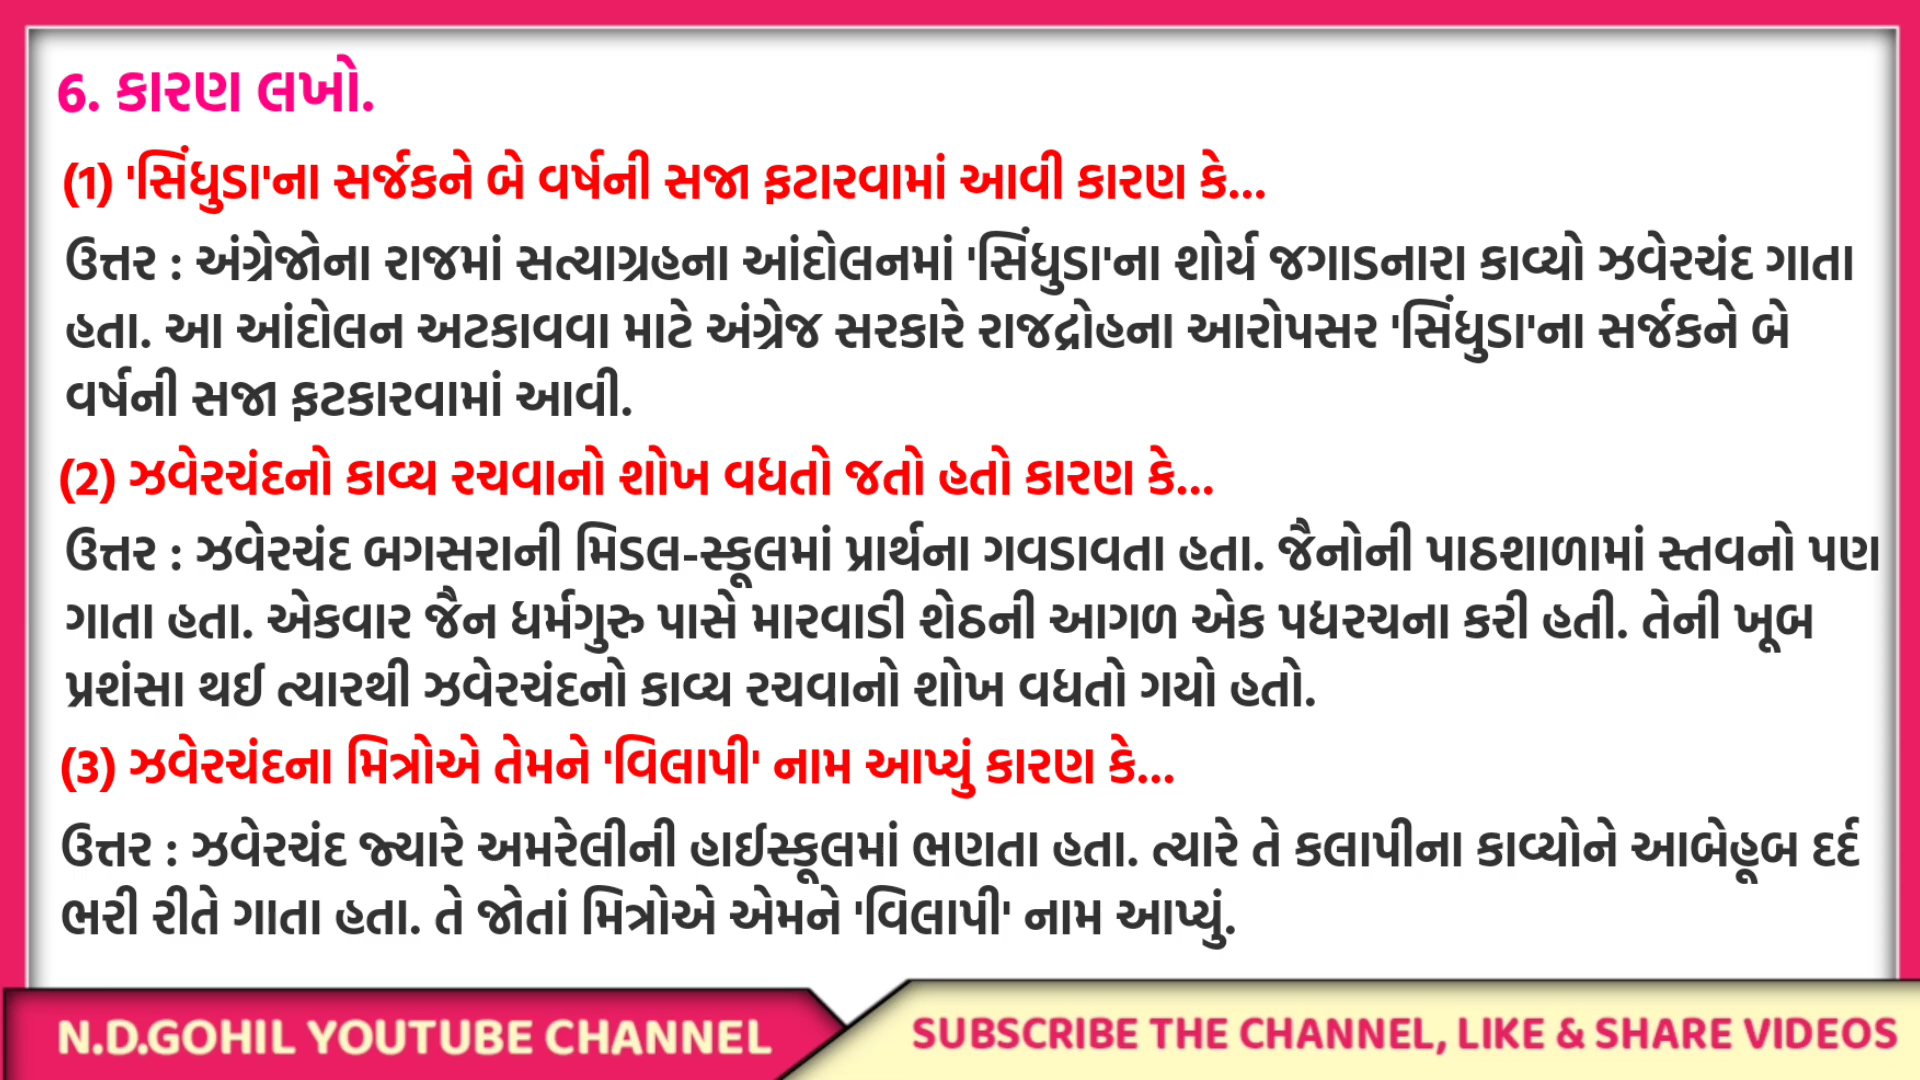 6. કારણ લખો.
(1) 'સિંધુડા'ના સર્જકને બે વર્ષની સજા ફટારવામાં આવી કારણ કે...
ઉત્તર : અંગ્રેજોના રાજમાં સત્યાગ્રહના આંદોલનમાં 'સિંધુડા'ના શોર્ય જગાડનારા કાવ્યો ઝવેરચંદ ગાતા
હતા. આ આંદોલન અટકાવવા માટે અંગ્રેજ સરકારે રાજદ્રોહના આરોપસર 'સિંધુડા'ના સર્જકને બે
વર્ષની સજા ફટકારવામાં આવી.
(2) ઝવેરચંદનો કાવ્ય રચવાનો શોખ વધતો જતો હતો કારણ કે...
ઉત્તર : ઝવેરચંદ બગસરાની મિડલ-સ્કૂલમાં પ્રાર્થના ગવડાવતા હતા. જૈનોની પાઠશાળામાં સ્તવનો પણ
ગાતા હતા. એકવાર જૈન ધર્મગુરુ પાસે મારવાડી શેઠની આગળ એક પધરચના કરી હતી. તેની ખૂબ
પ્રશંસા થઈ ત્યારથી ઝવેરચંદનો કાવ્ય રચવાનો શોખ વધતો ગયો હતો.
(3) ઝવેરચંદના મિત્રોએ તેમને 'વિલાપી' નામ આપ્યું કારણ કે...
ઉત્તર : ઝવેરચંદ જ્યારે અમરેલીની હાઈસ્કૂલમાં ભણતા હતા. ત્યારે તે કલાપીના કાવ્યોને આબેહૂબ દર્દ
ભરી રીતે ગાતા હતા. તે જોતાં મિત્રોએ એમને 'વિલાપી' નામ આપ્યું.
N.D.GOHIL YOUTUBE CHANNEL
SUBSCRIBE THE CHANNEL, LIKE & SHARE VIDEOS